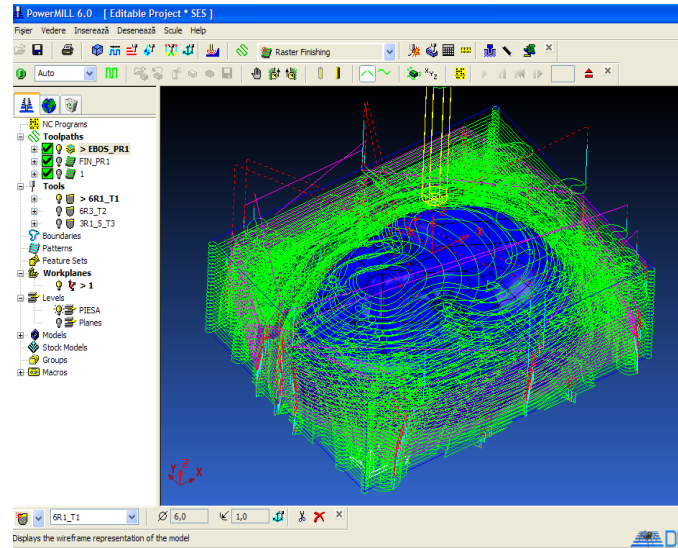 PowerMILL 6.0 [ Editable Project * SES ]
Fișier Vedere Inserează Desenează Scule Help
Raster Finishing
Auto
XYZ
NC Programs
Toolpaths
> EBOS_PR1
FIN_PR1
1
Tools
> 6R1_T1
6R3_T2
3R1_5_T3
Boundaries
Patterns
Feature Sets
Workplanes
> 1
Levels
PIESA
Planes
Models
Stock Models
Groups
Macros
Y Z X
6R1_T1 Ø 6,0 1,0
Displays the wireframe representation of the model
D